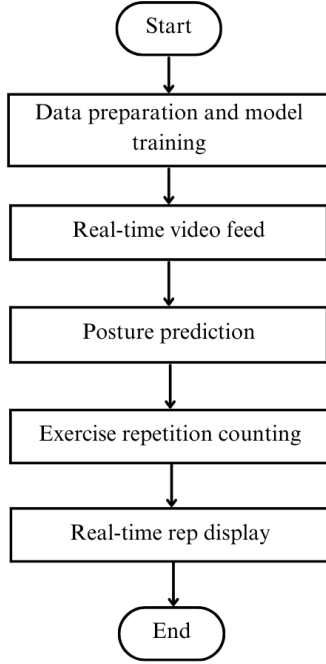 Start
Data preparation and model
training
Real-time video feed
Posture prediction
Exercise repetition counting
Real-time rep display
End